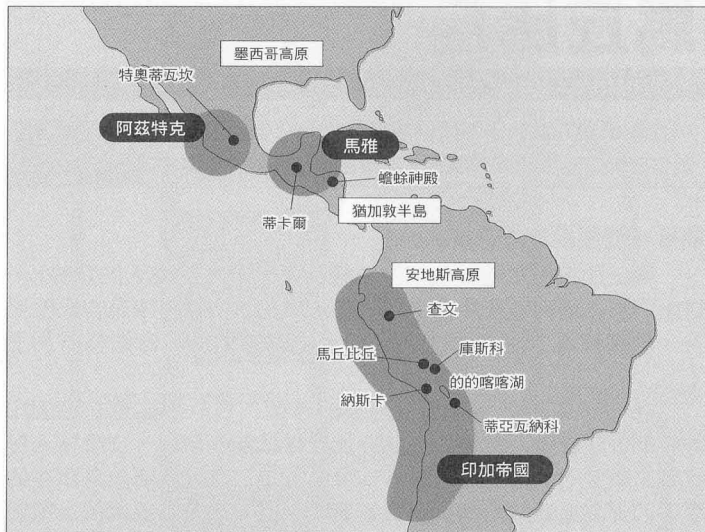 墨西哥高原
特奧蒂瓦坎
阿茲特克
馬雅
蟾蜍神殿
蒂卡爾
猶加敦半島
安地斯高原
查文
馬丘比丘
庫斯科
的的喀喀湖
納斯卡
蒂亞瓦納科
印加帝國